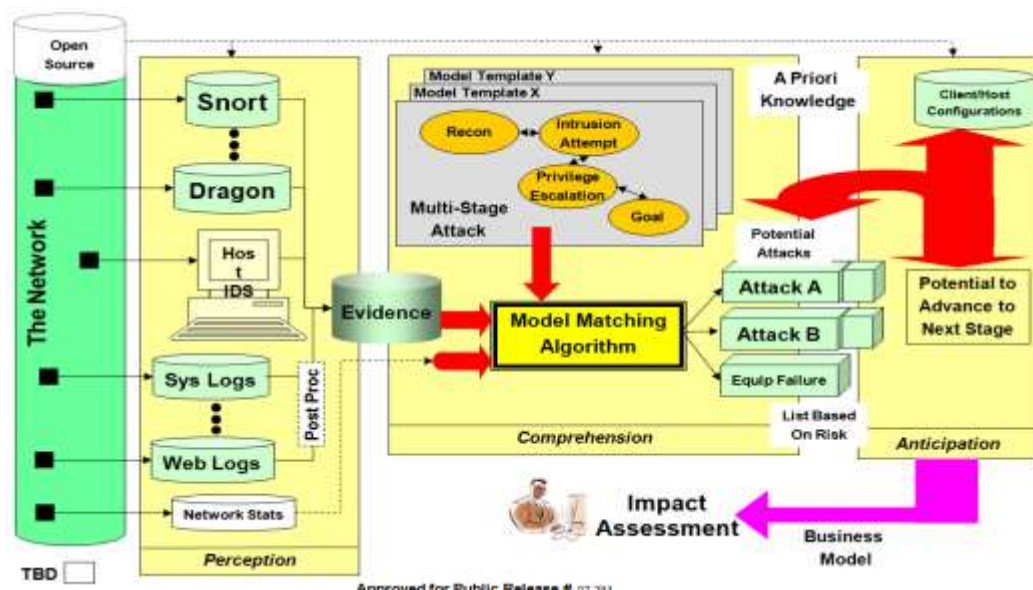 Open
Source
The Network
TBD
Snort
Dragon
Hos
t
IDS
Sys Logs
Web Logs
Network Stats
Post Proc
Perception
Evidence
Model Template Y
Model Template X
Recon
Intrusion
Attempt
Privilege
Escalation
Goal
Multi-Stage
Attack
Model Matching
Algorithm
A Priori
Knowledge
Potential
Attacks
Attack A
Attack B
Equip Failure
List Based
On Risk
Comprehension
Client/Host
Configurations
Potential to
Advance to
Next Stage
Anticipation
Impact
Assessment
Business
Model
Approved for Public Release #